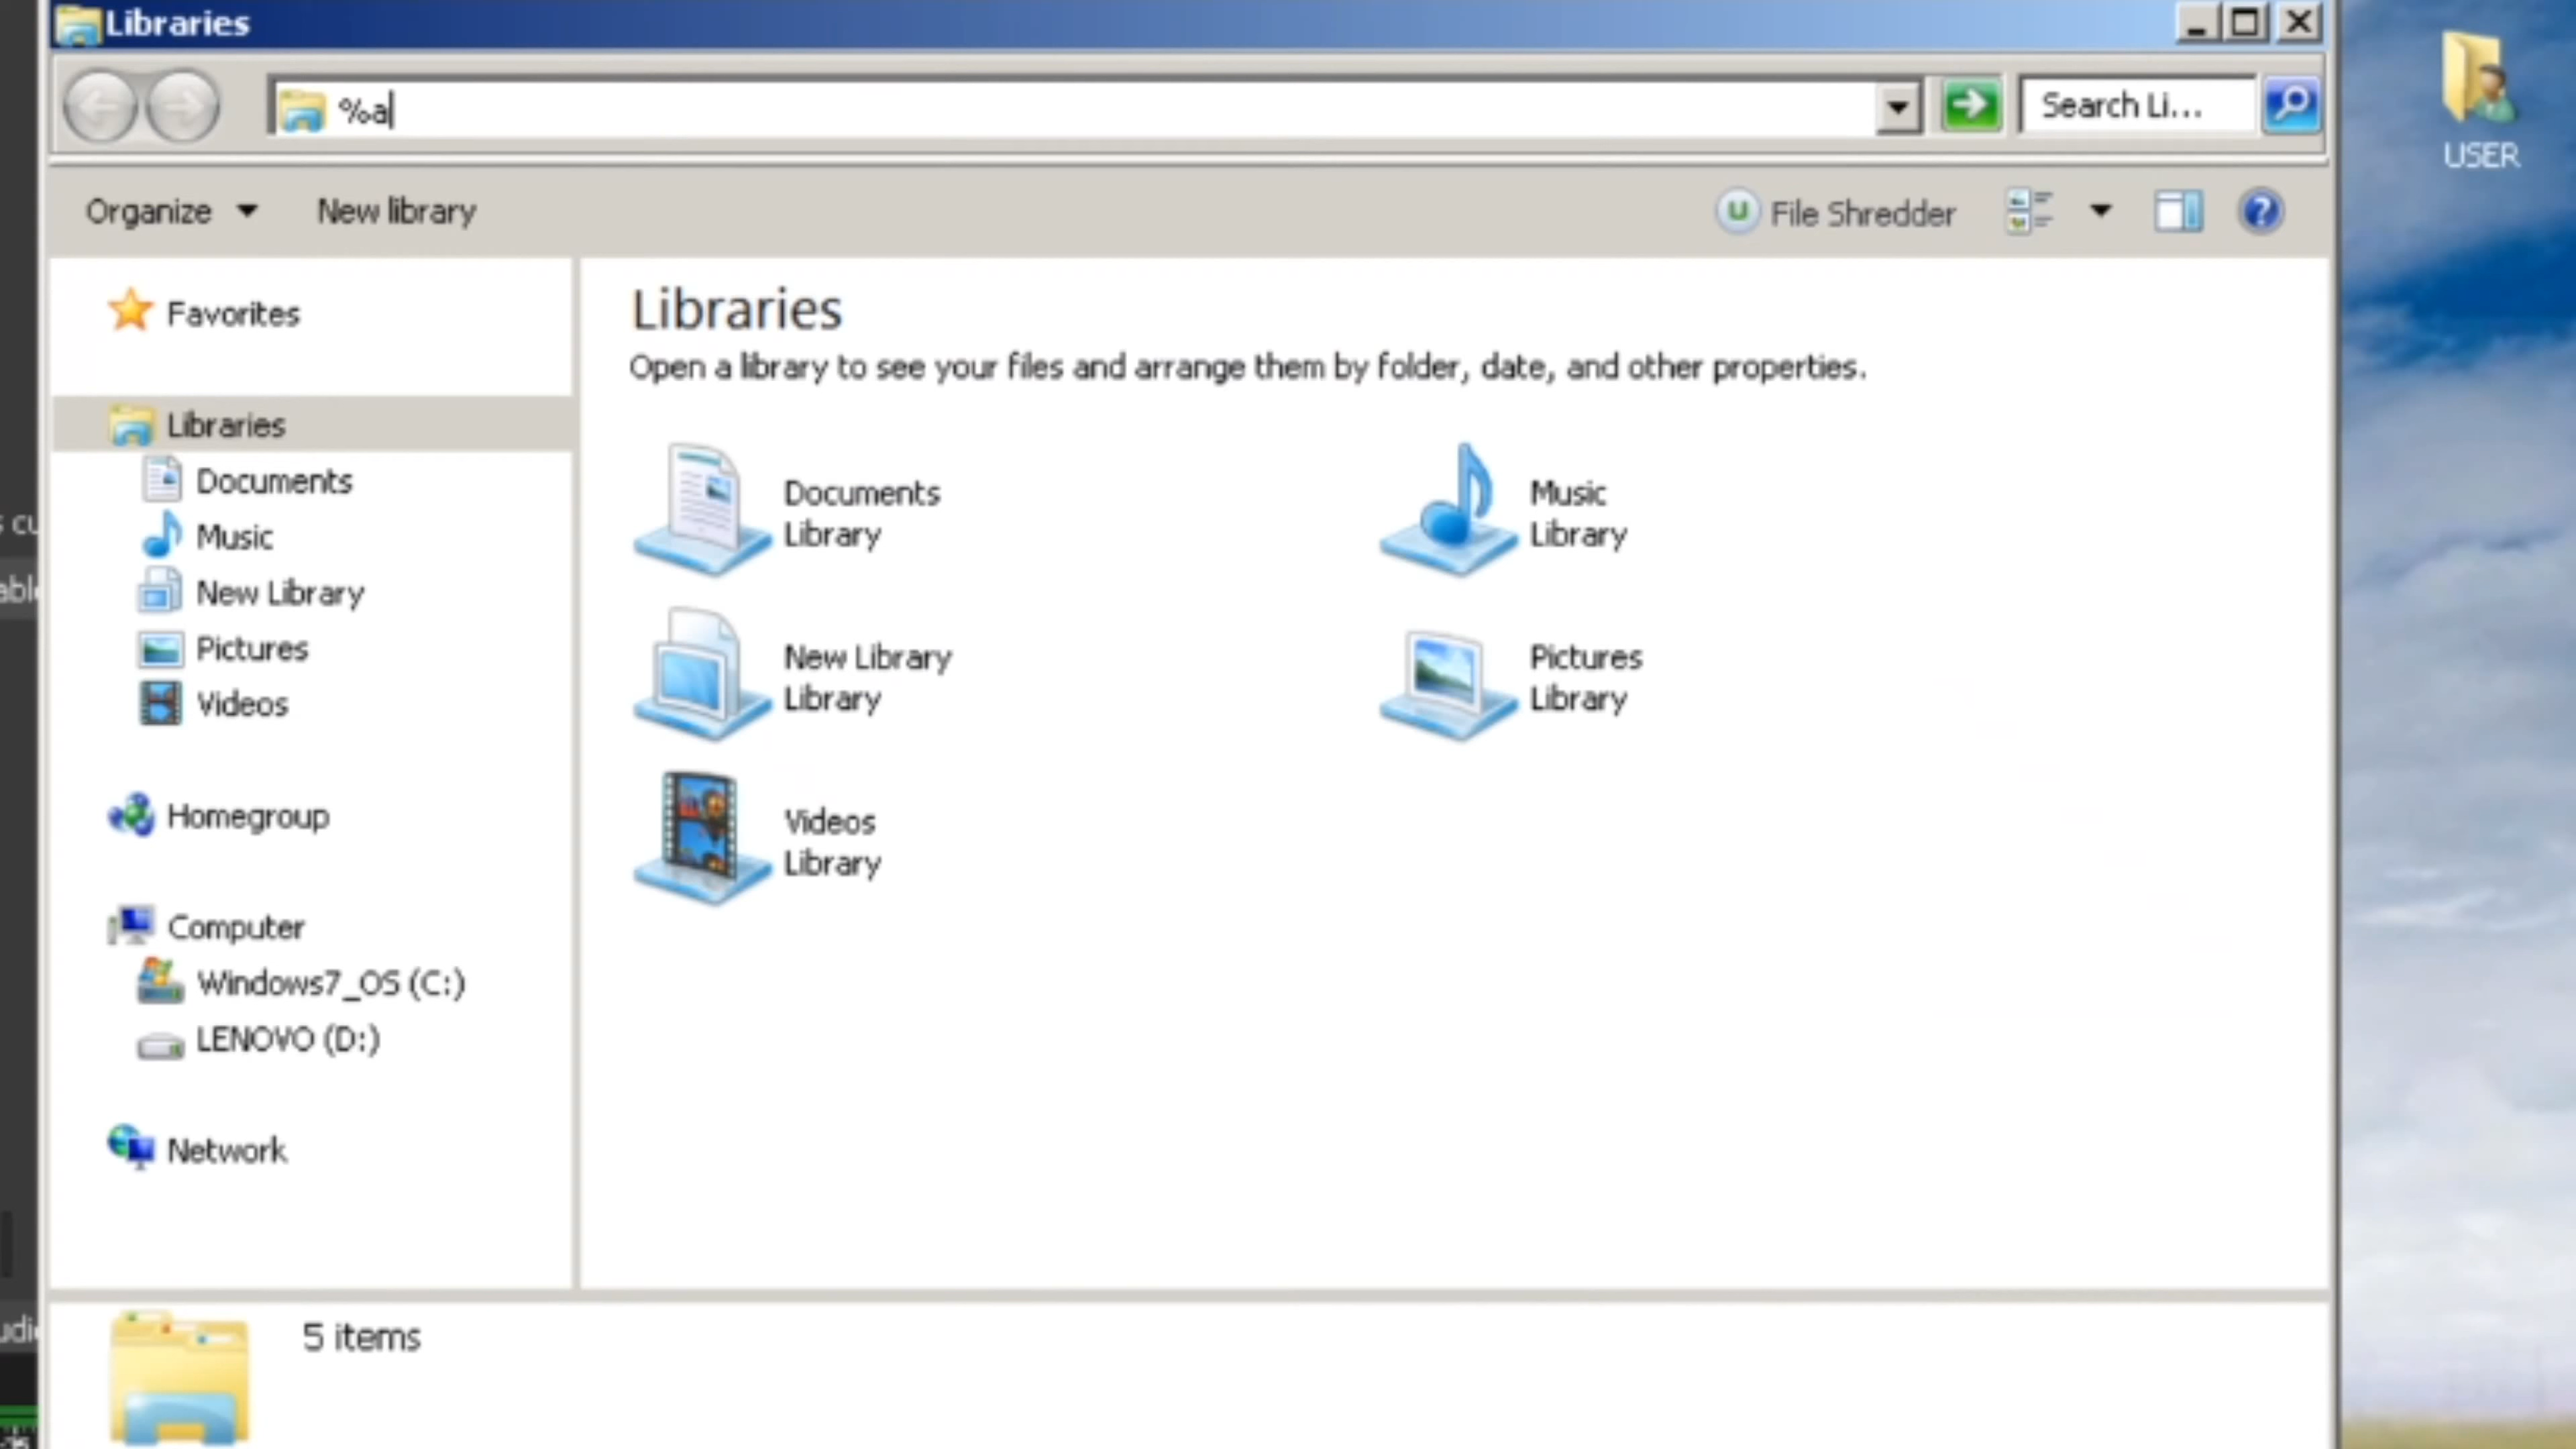 Libraries
%a
Search Li...
USER
Organize
New library
File Shredder
Favorites
Libraries
Documents
Music
New Library
Pictures
Videos
Homegroup
Computer
Windows7_OS (C:)
LENOVO (D:)
Network
Libraries
Open a library to see your files and arrange them by folder, date, and other properties.
Documents
Library
Music
Library
New Library
Library
Pictures
Library
Videos
Library
5 items